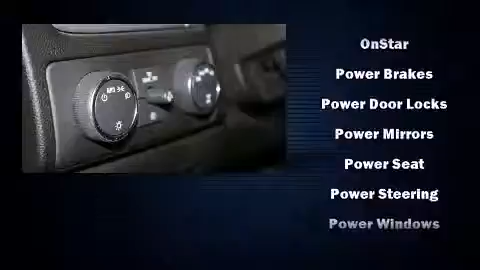 OnStar
Power Brakes
Power Door Locks
Power Mirrors
Power Seat
Power Steering
Power Windows